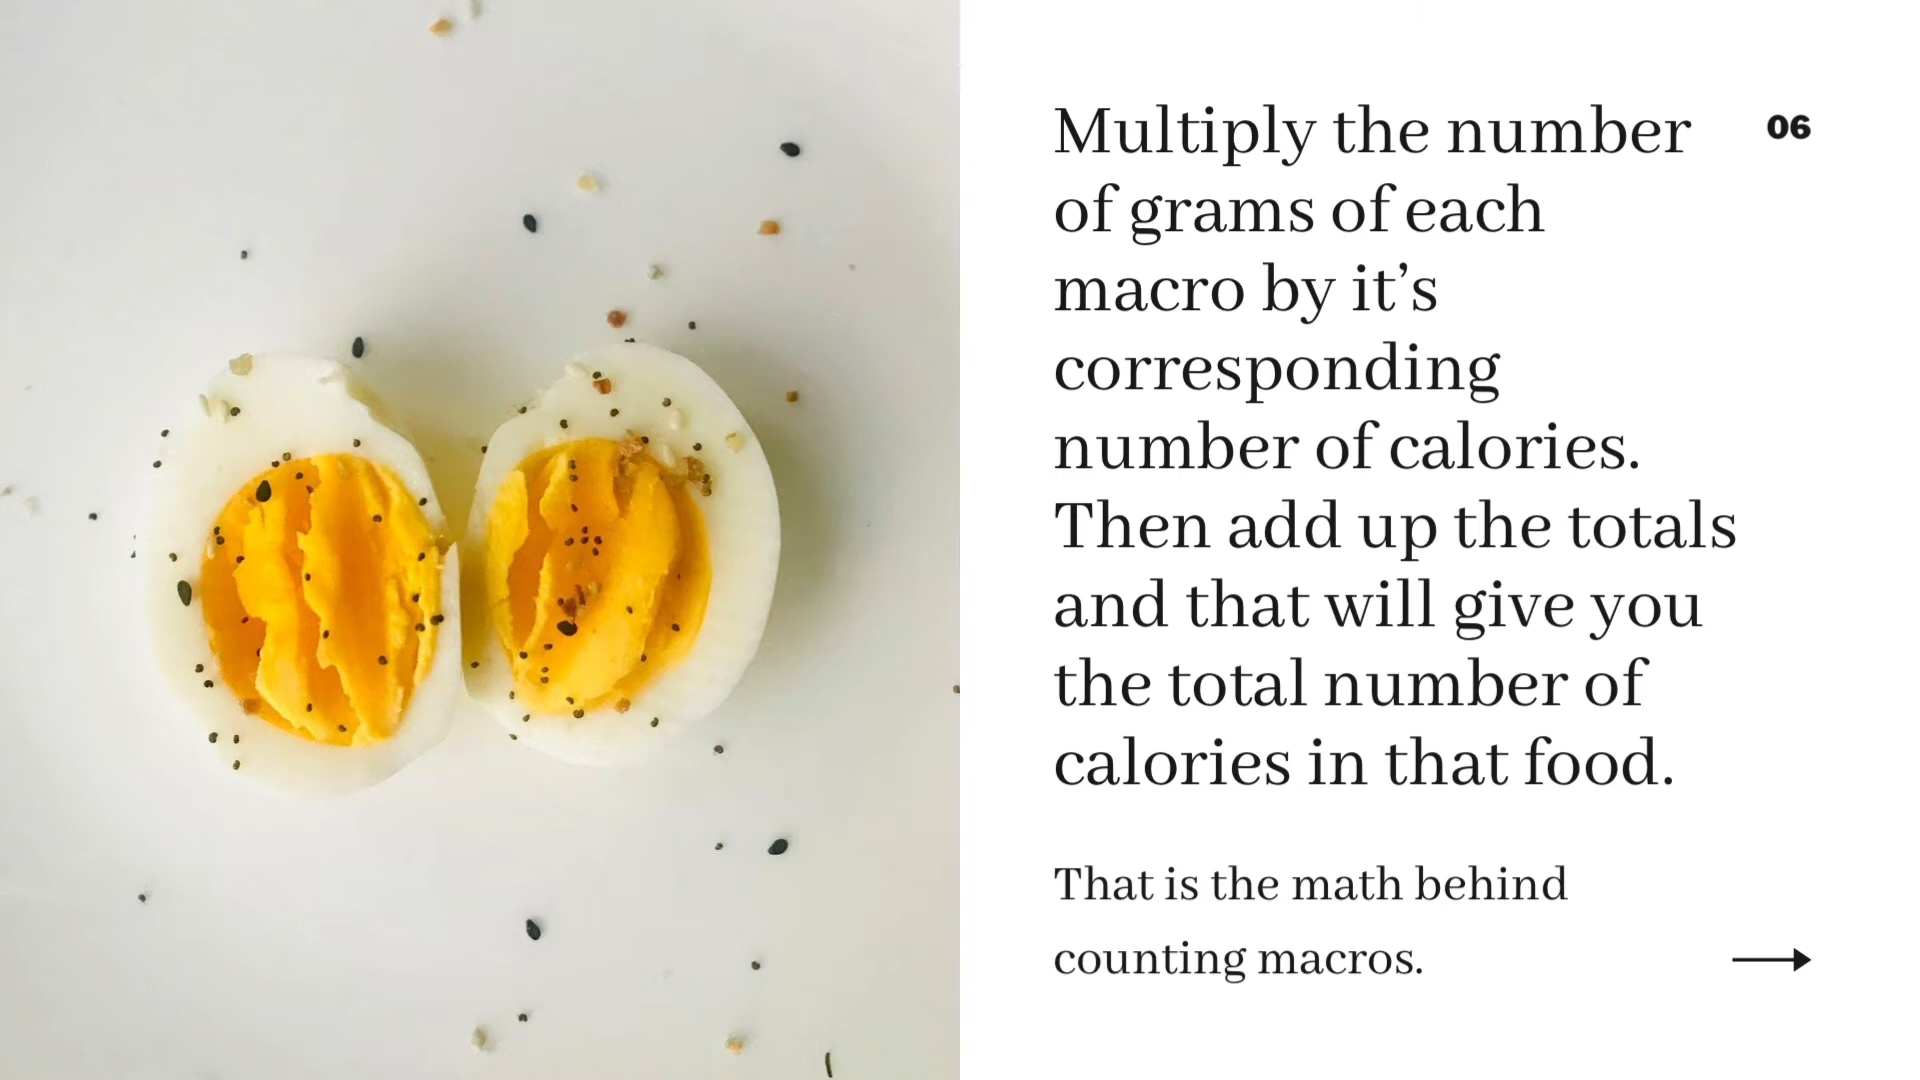 Multiply the number
06
of grams of each
macro by it’s
corresponding
number of calories.
Then add up the totals
and that will give you
the total number of
calories in that food.
That is the math behind
counting macros.